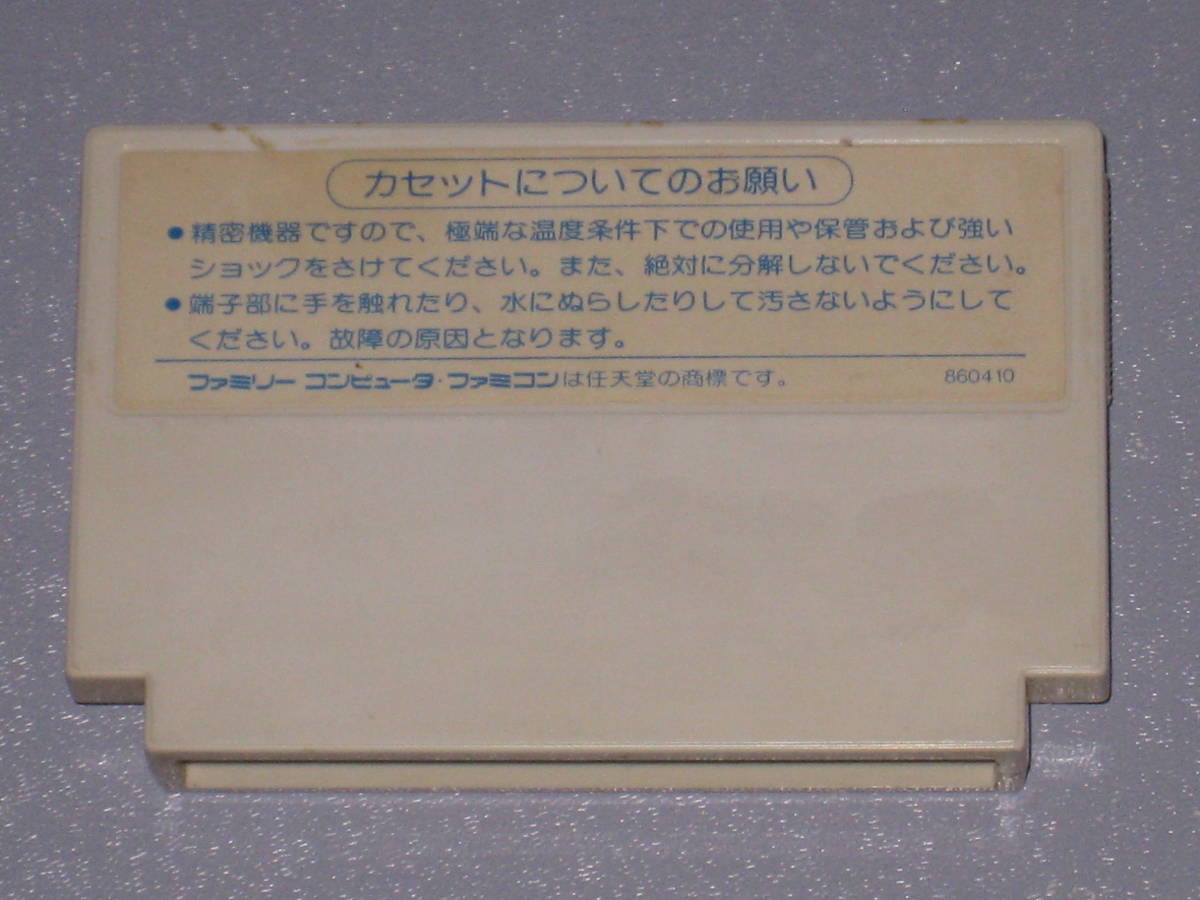 カセットについてのお願い
●精密機器ですので、極端な温度条件下での使用や保管および強い
ショックをさけてください。また、絶対に分解しないでください。
●端子部に手を触れたり、水にぬらしたりして汚さないようにして
ください。故障の原因となります。
ファミリー コンピュータ・ファミコンは任天堂の商標です。 860410